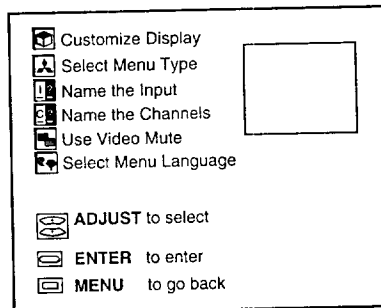 Customize Display
Select Menu Type
1 ? Name the Input
C ? Name the Channels
Use Video Mute
Select Menu Language
ADJUST to select
ENTER to enter
MENU to go back